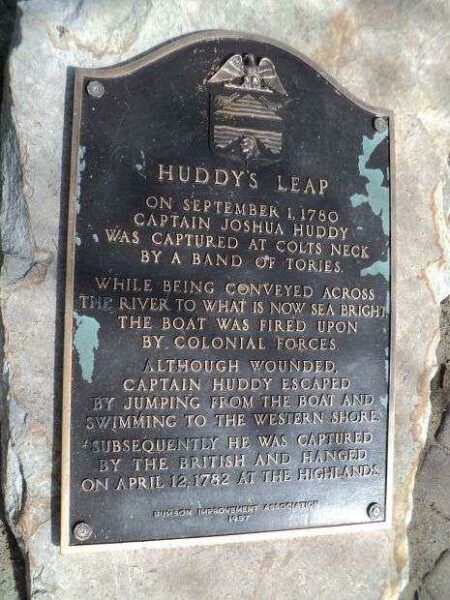 HUDDY'S LEAP
ON SEPTEMBER 1, 1780
CAPTAIN JOSHUA HUDDY
WAS CAPTURED AT COLTS NECK
BY A BAND OF TORIES.
WHILE BEING CONVEYED ACROSS
THE RIVER TO WHAT IS NOW SEA BRIGHT
THE BOAT WAS FIRED UPON
BY COLONIAL FORCES.
ALTHOUGH WOUNDED,
CAPTAIN HUDDY ESCAPED
BY JUMPING FROM THE BOAT AND
SWIMMING TO THE WESTERN SHORE.
SUBSEQUENTLY HE WAS CAPTURED
BY THE BRITISH AND HANGED
ON APRIL 12, 1782 AT THE HIGHLANDS.
RUMSON IMPROVEMENT ASSOCIATION
1957